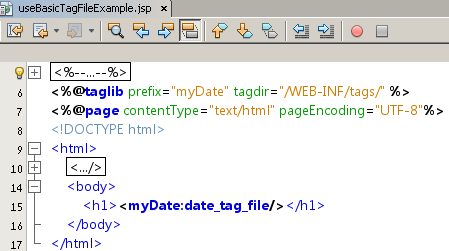 useBasicTagFileExample.jsp
<%--...--%>
6 <%@taglib prefix="myDate" tagdir="/WEB-INF/tags/" %>
7 <%@page contentType="text/html" pageEncoding="UTF-8"%>
8 <!DOCTYPE html>
9 <html>
10 <.../>
14 <body>
15 <h1><myDate:date_tag_file/></h1>
16 </body>
17 </html>